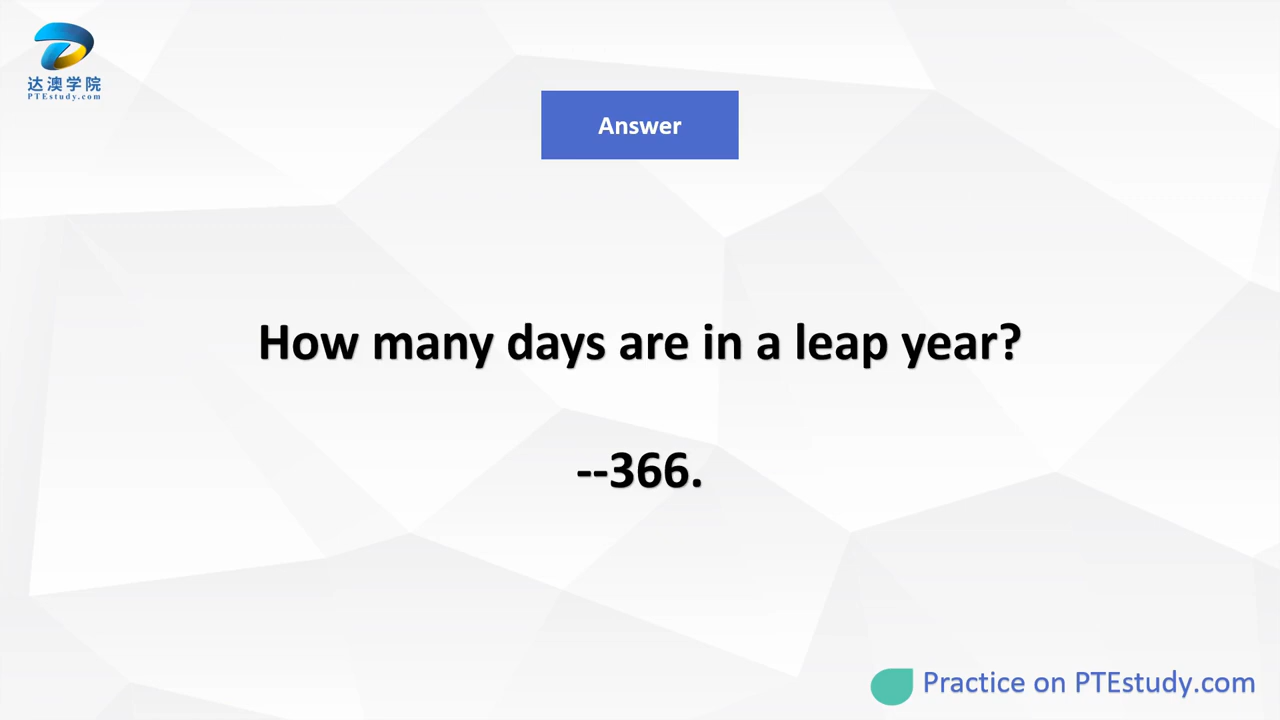 达澳学院
PTEstudy.com
Answer
How many days are in a leap year?
--366.
Practice on PTEstudy.com